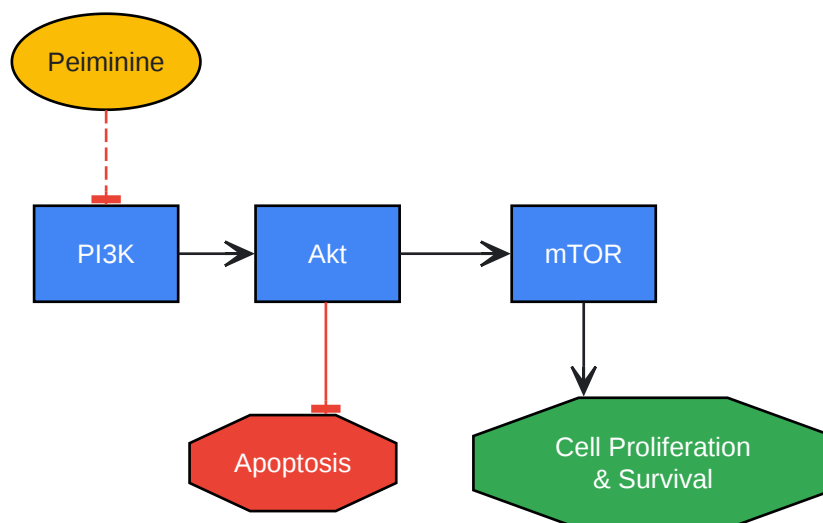 Peiminine
PI3K
Akt
mTOR
Apoptosis
Cell Proliferation
& Survival